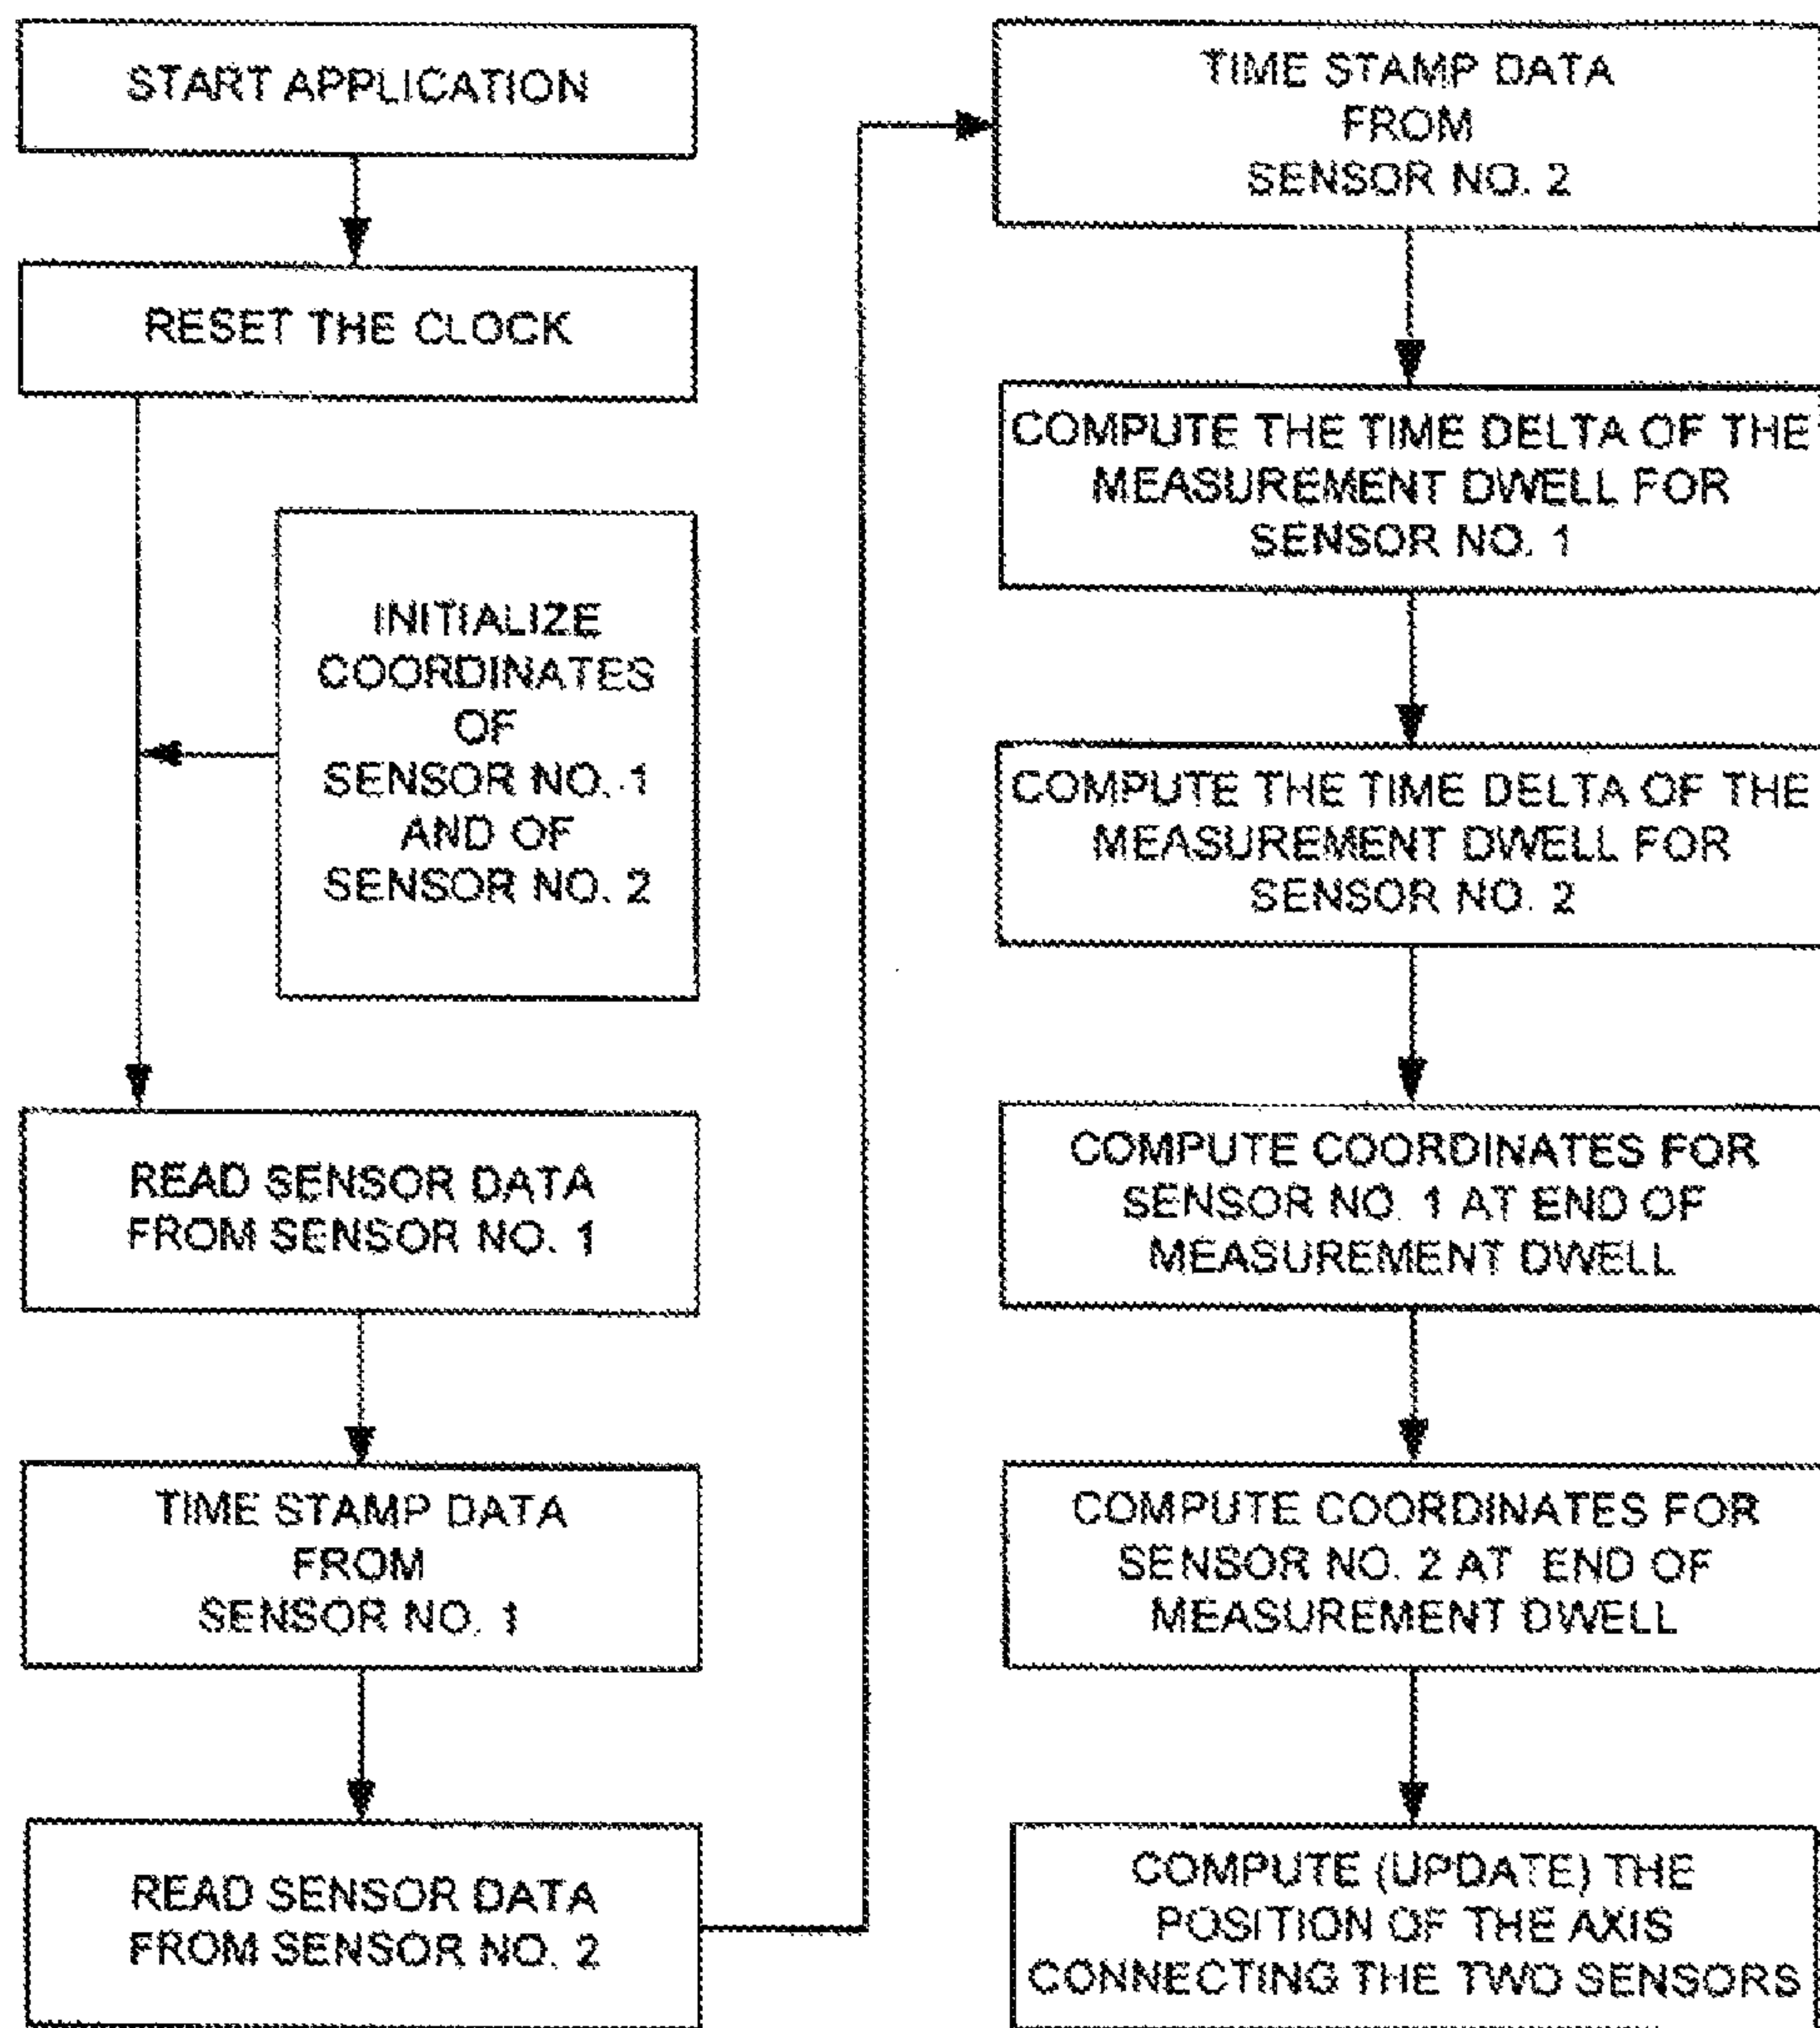 START APPLICATION
RESET THE CLOCK
INITIALIZE
COORDINATES
OF
SENSOR NO. 1
AND OF
SENSOR NO. 2
READ SENSOR DATA
FROM SENSOR NO. 1
TIME STAMP DATA
FROM
SENSOR NO. 1
READ SENSOR DATA
FROM SENSOR NO. 2
TIME STAMP DATA
FROM
SENSOR NO. 2
COMPUTE THE TIME DELTA OF THE
MEASUREMENT DWELL FOR
SENSOR NO. 1
COMPUTE THE TIME DELTA OF THE
MEASUREMENT DWELL FOR
SENSOR NO. 2
COMPUTE COORDINATES FOR
SENSOR NO. 1 AT END OF
MEASUREMENT DWELL
COMPUTE COORDINATES FOR
SENSOR NO. 2 AT END OF
MEASUREMENT DWELL
COMPUTE (UPDATE) THE
POSITION OF THE AXIS
CONNECTING THE TWO SENSORS